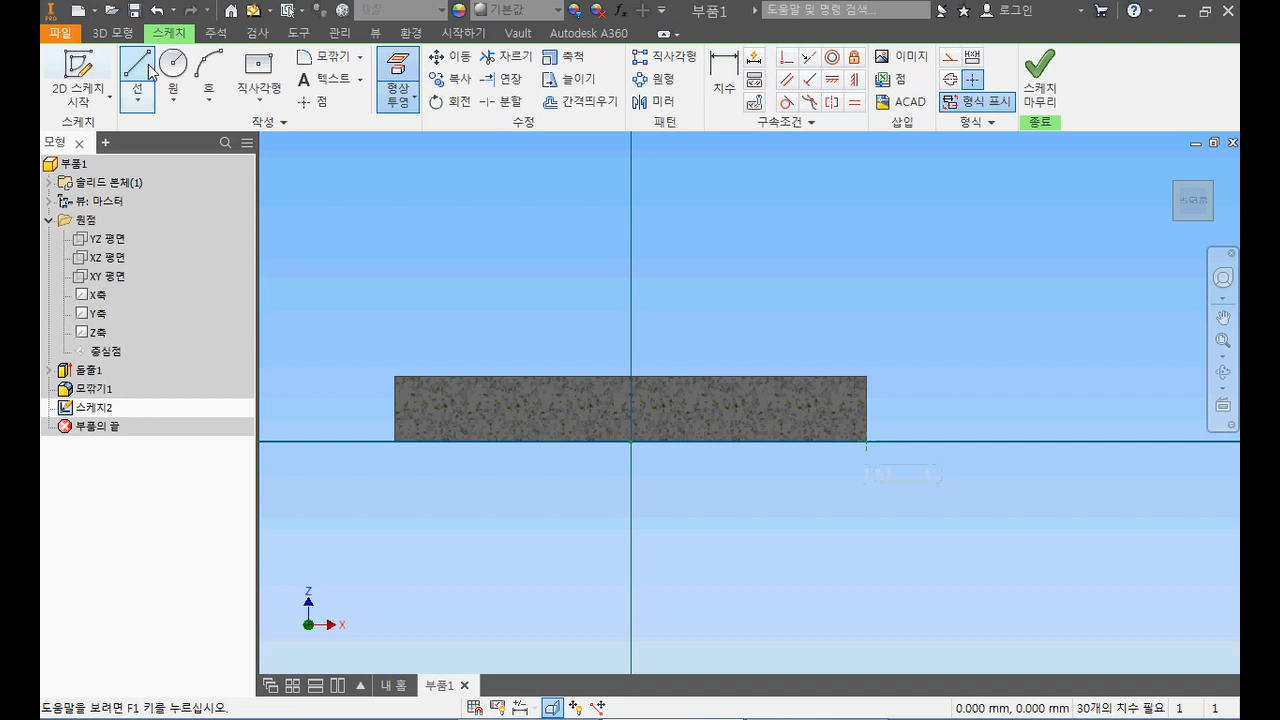 PRO
기본값
부품1
도움말 및 명령 검색...
로그인
파일 3D 모형 스케치 주석 검사 도구 관리 뷰 환경 시작하기 Vault Autodesk A360
2D 스케치 시작
선
원
호
직사각형
모깎기
텍스트
점
형상 투영
이동 자르기 축척
복사 연장 늘이기
회전 분할 간격띄우기
직사각형
원형
미러
치수
이미지
점
ACAD
형식 표시
스케치 마무리
스케치 작성 수정 패턴 구속조건 삽입 형식 종료
모형
부품1
솔리드 본체(1)
뷰: 마스터
원점
YZ 평면
XZ 평면
XY 평면
X축
Y축
Z축
중심점
돌출1
모깎기1
스케치2
부품의 끝
Z
X
내 홈 부품1
도움말을 보려면 F1 키를 누르십시오.
0.000 mm, 0.000 mm 30개의 치수 필요 1 1